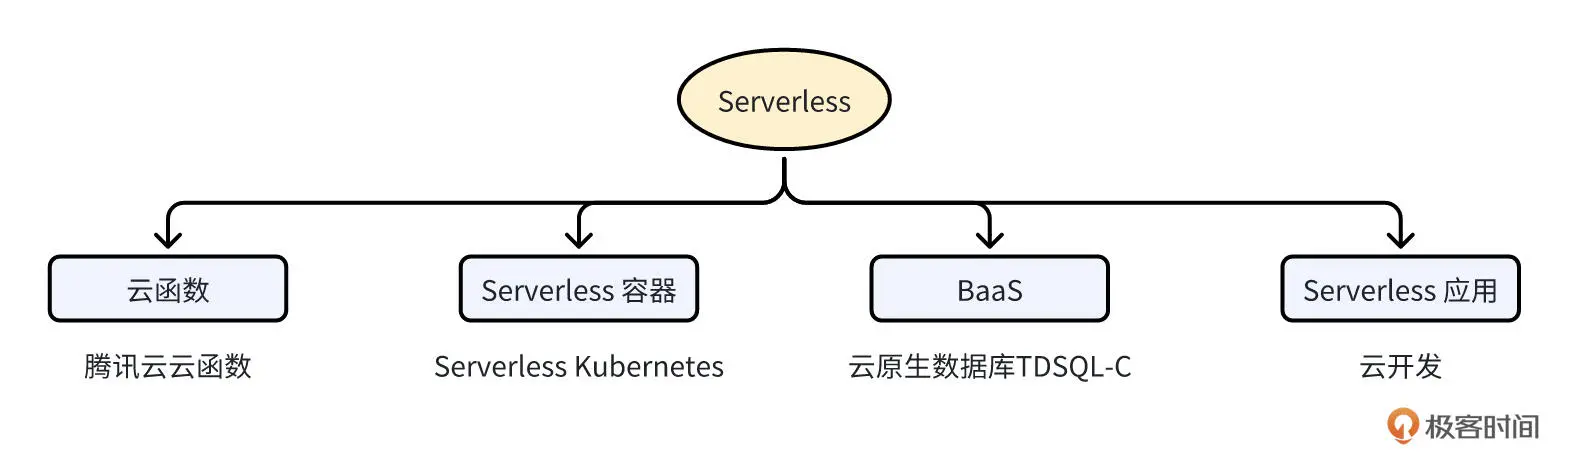 Serverless
云函数
Serverless 容器
BaaS
Serverless 应用
腾讯云云函数
Serverless Kubernetes
云原生数据库TDSQL-C
云开发
极客时间